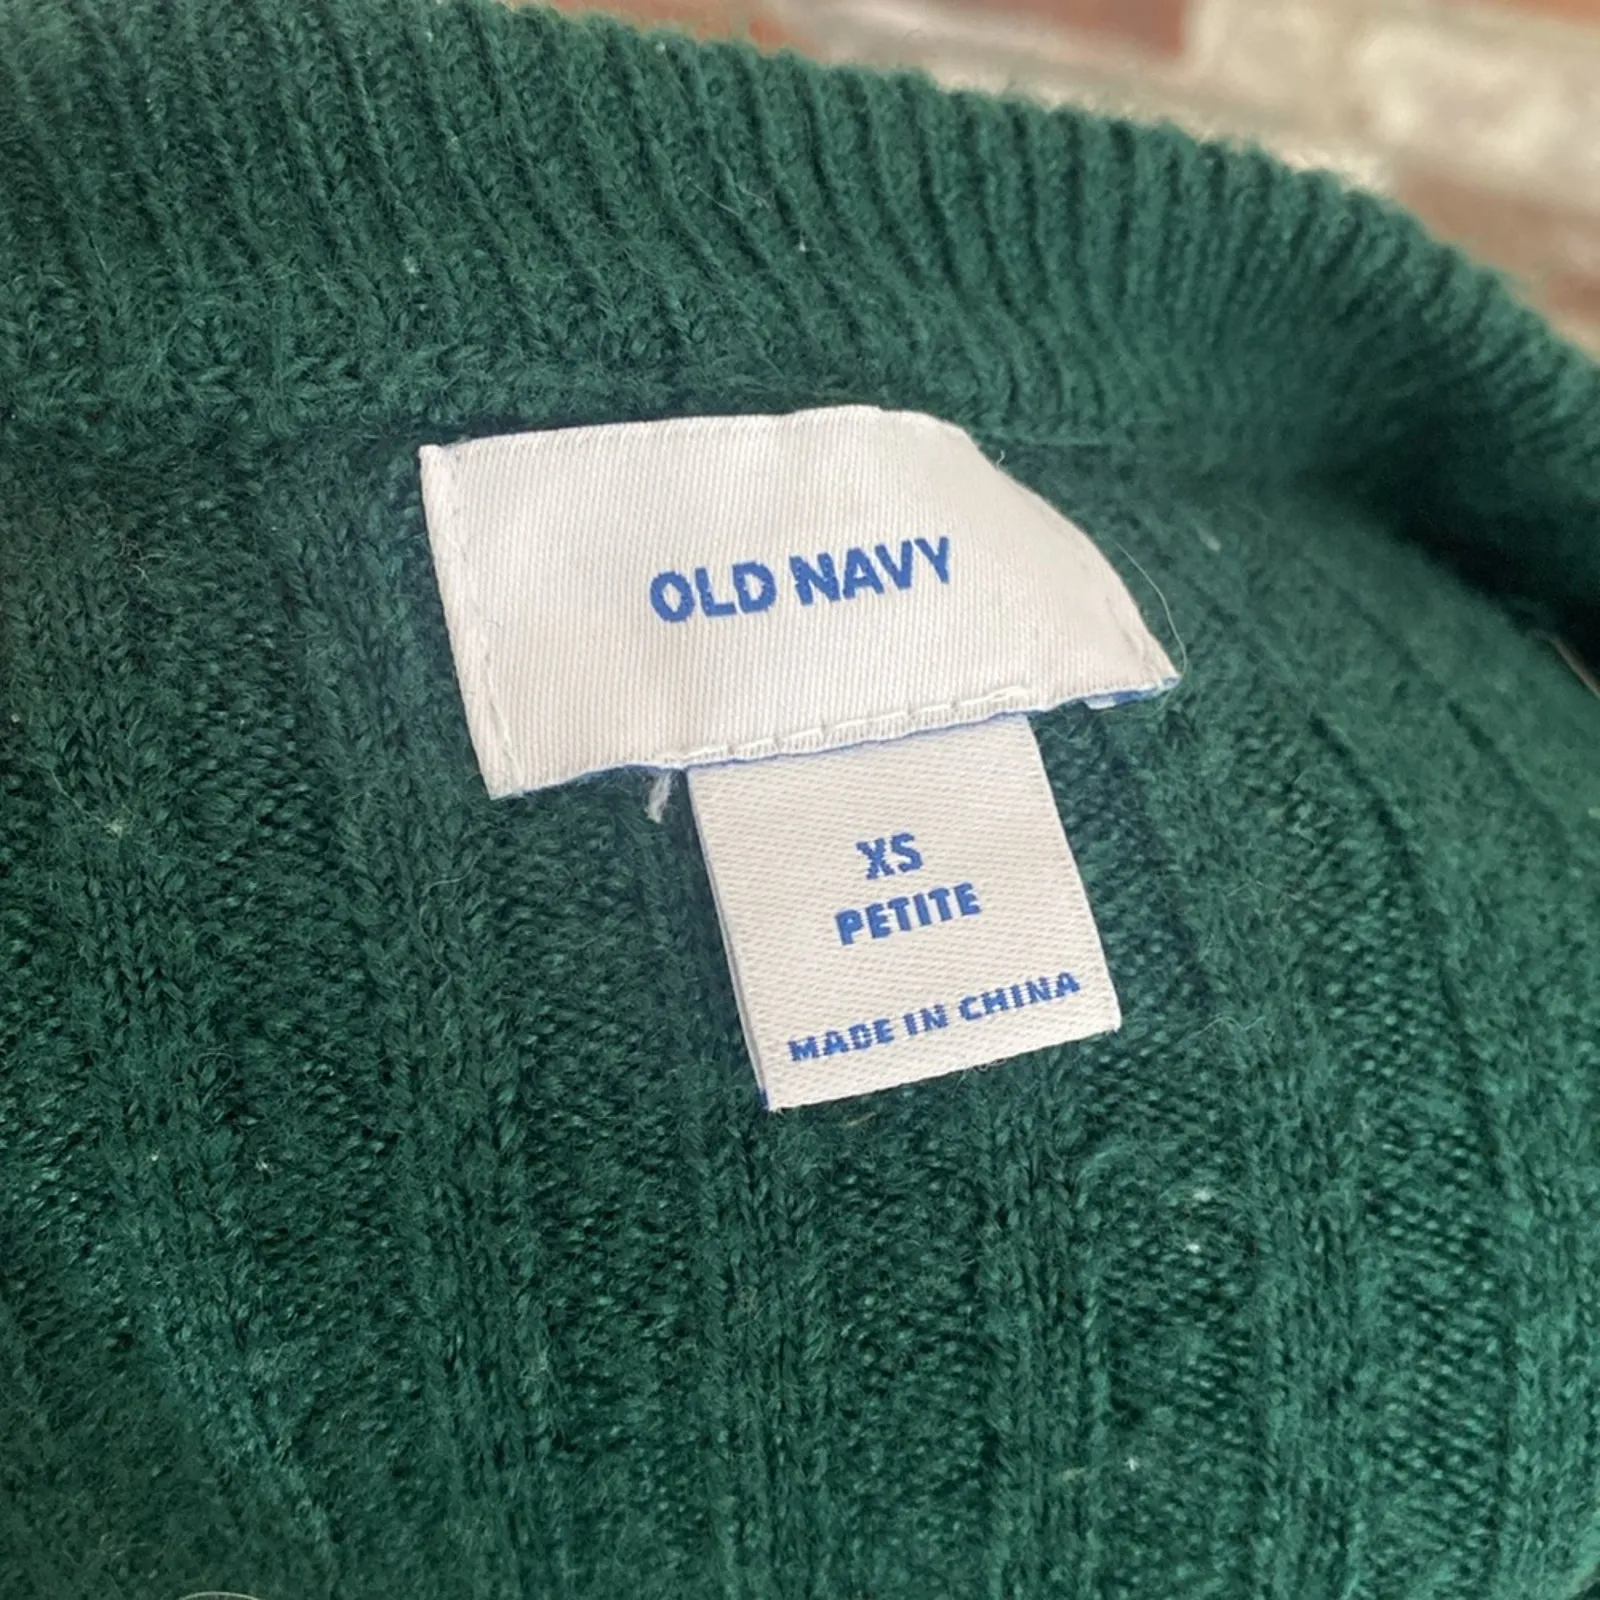 OLD NAVY
XS
PETITE
MADE IN CHINA